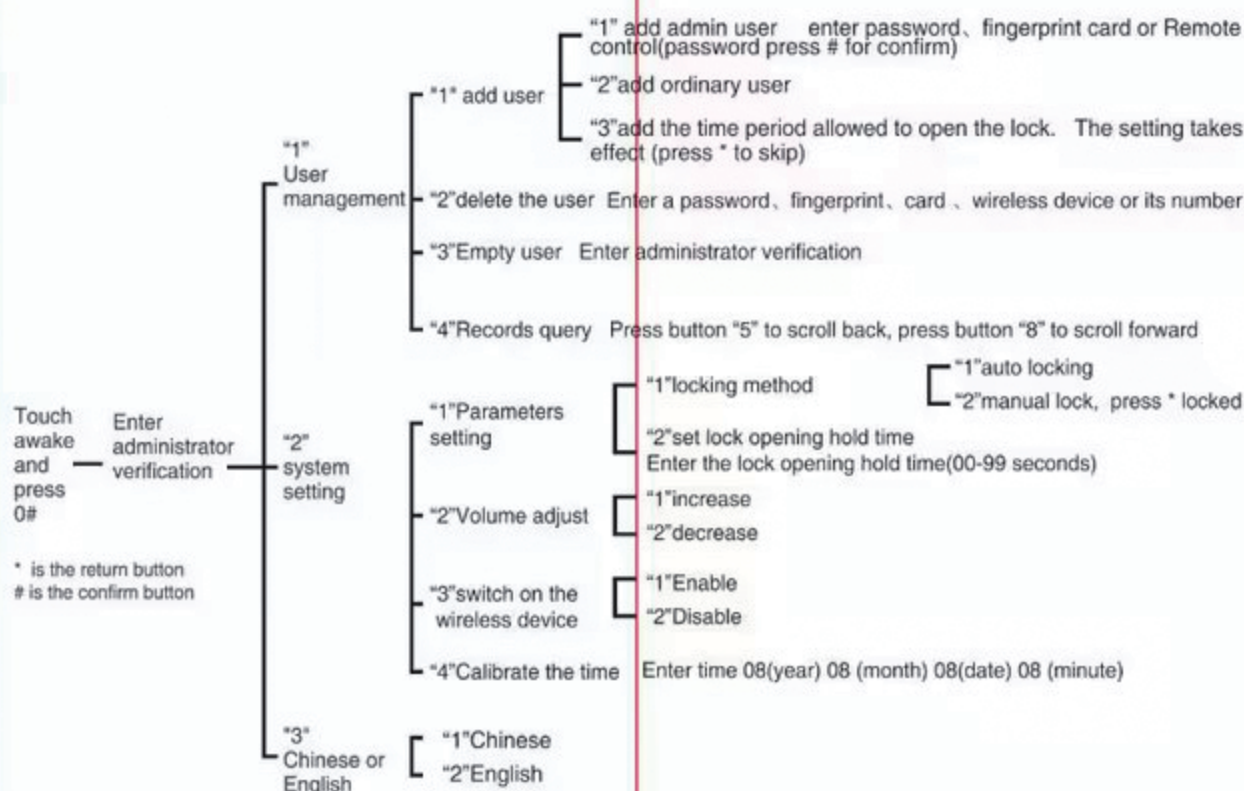 Touch
awake
and
press
0#
* is the return button
# is the confirm button
Enter
administrator
verification
"1"
User
management
"1" add user
"1" add admin user enter password、fingerprint card or Remote
control(password press # for confirm)
"2"add ordinary user
"3"add the time period allowed to open the lock. The setting takes
effect (press * to skip)
"2"delete the user Enter a password、fingerprint、card 、wireless device or its number
"3"Empty user Enter administrator verification
"4"Records query Press button "5" to scroll back, press button "8" to scroll forward
"2"
system
setting
"1"Parameters
setting
"1"locking method
"1"auto locking
"2"manual lock, press * locked
"2"set lock opening hold time
Enter the lock opening hold time(00-99 seconds)
"2"Volume adjust
"1"increase
"2"decrease
"3"switch on the
wireless device
"1"Enable
"2"Disable
"4"Calibrate the time Enter time 08(year) 08 (month) 08(date) 08 (minute)
"3"
Chinese or
English
"1"Chinese
"2"English